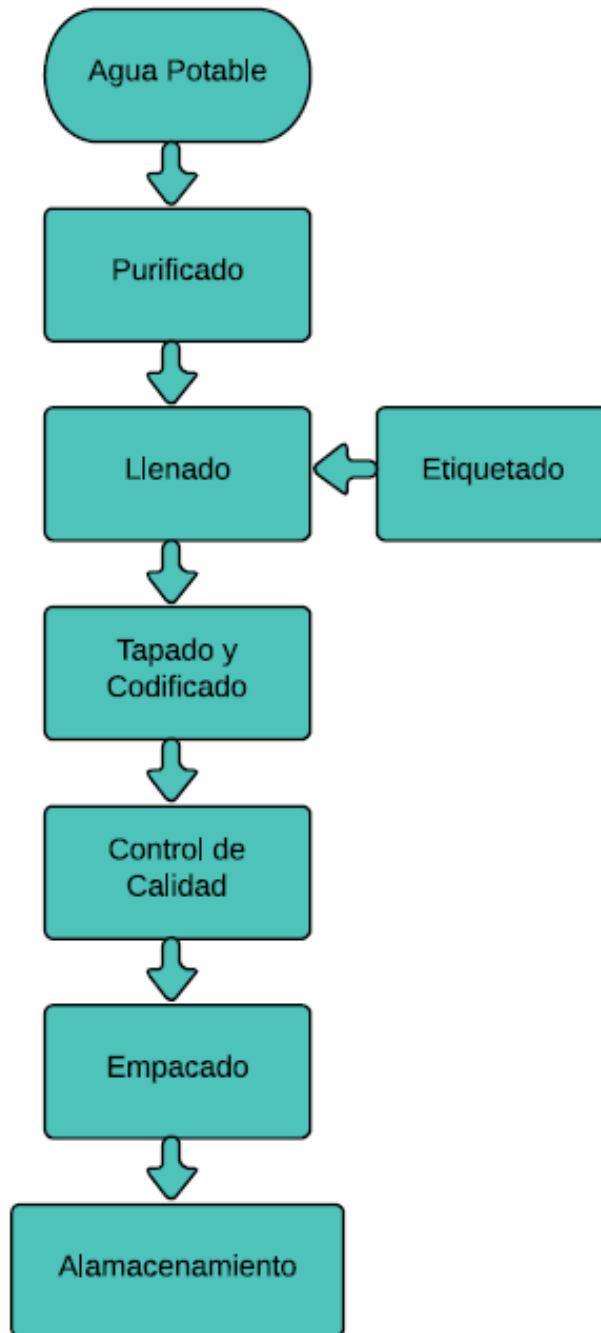 Agua Potable
Purificado
Llenado
Etiquetado
Tapado y
Codificado
Control de
Calidad
Empacado
Alamacenamiento